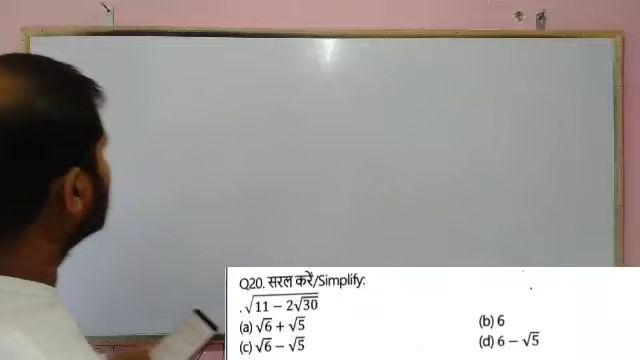 Q20. सरल करें/Simplify:
. √(11 − 2√30)
(a) √6 + √5 (b) 6
(c) √6 − √5 (d) 6 − √5